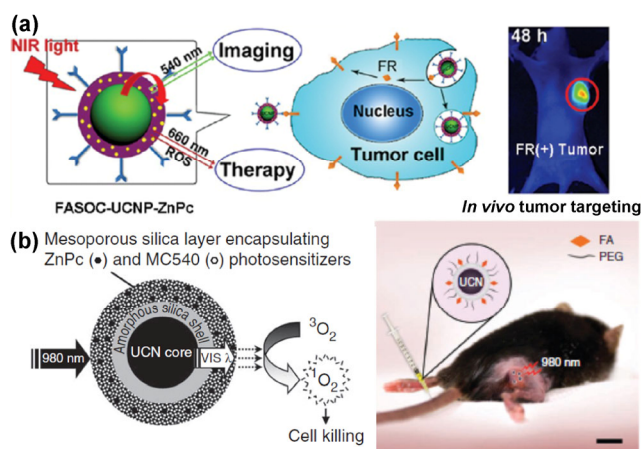 (a)
NIR light
540 nm
Imaging
660 nm
ROS
Therapy
FASOC-UCNP-ZnPc
FR
Nucleus
Tumor cell
48 h
FR(+) Tumor
In vivo tumor targeting
(b) Mesoporous silica layer encapsulating
ZnPc (●) and MC540 (○) photosensitizers
Amorphous silica shell
UCN core
980 nm
VIS λ
³O₂
¹O₂
Cell killing
FA
PEG
UCN
980 nm